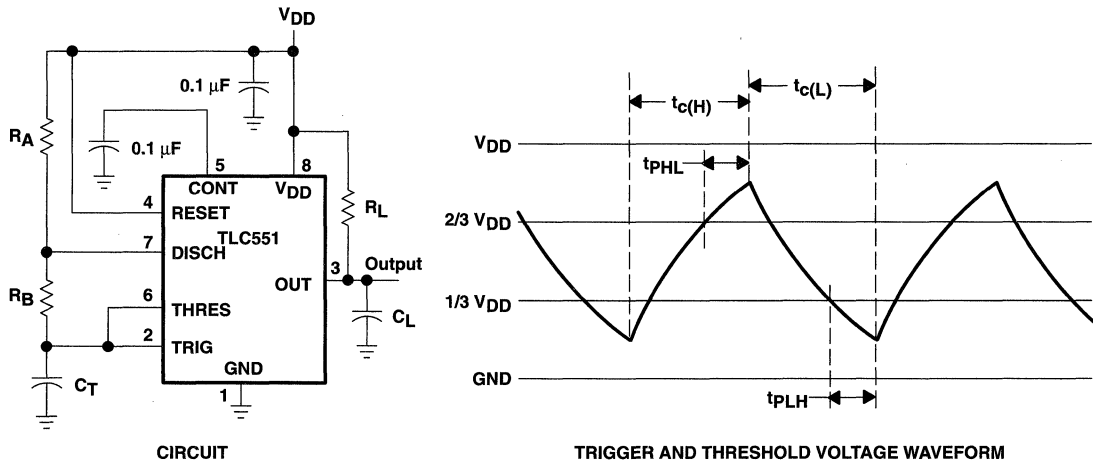 VDD
0.1 µF
RA
0.1 µF
5
8
CONT
VDD
4
RESET
RL
TLC551
7
DISCH
3
Output
RB
OUT
6
THRES
CL
2
TRIG
GND
CT
1
CIRCUIT
tc(H)
tc(L)
VDD
tPHL
2/3 VDD
1/3 VDD
GND
tPLH
TRIGGER AND THRESHOLD VOLTAGE WAVEFORM